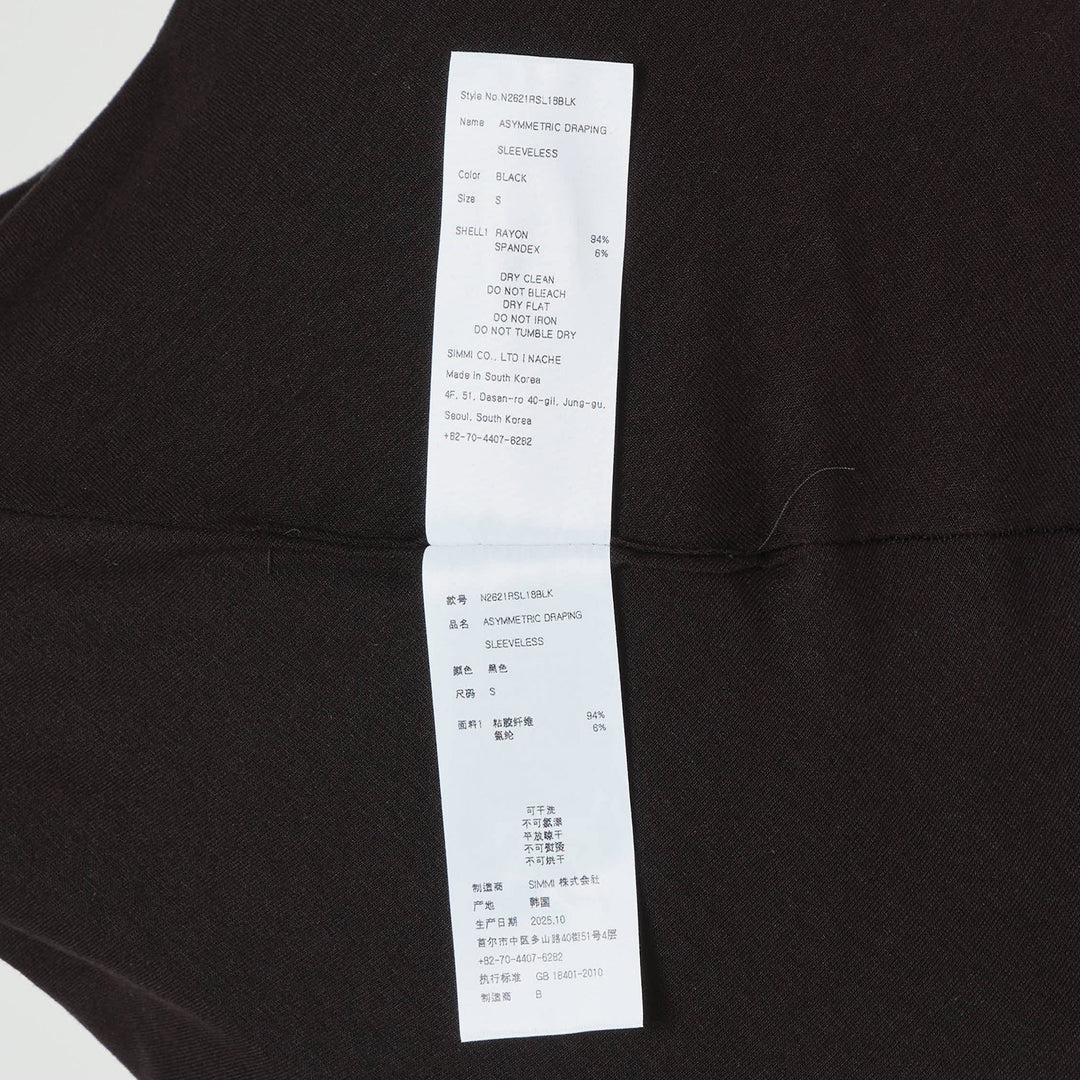 Style No.N2621RSL18BLK
Name ASYMMETRIC DRAPING
SLEEVELESS
Color BLACK
Size S
SHELL1 RAYON 94%
SPANDEX 6%
DRY CLEAN
DO NOT BLEACH
DRY FLAT
DO NOT IRON
DO NOT TUMBLE DRY
SIMMI CO., LTD | NACHE
Made in South Korea
4F, 51, Dasan-ro 40-gil, Jung-gu,
Seoul, South Korea
+82-70-4407-6282
款号 N2621RSL18BLK
品名 ASYMMETRIC DRAPING
SLEEVELESS
颜色 黑色
尺码 S
面料1 粘胶纤维 94%
氨纶 6%
可干洗
不可氯漂
平放晾干
不可熨烫
不可烘干
制造商 SIMMI 株式会社
产地 韩国
生产日期 2025.10
首尔市中区多山路40街51号4层
+82-70-4407-6282
执行标准 GB 18401-2010
制造商 B